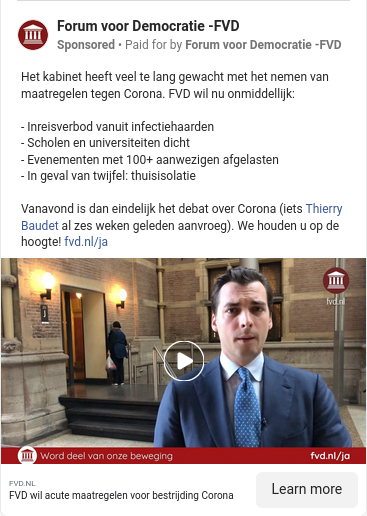 Forum voor Democratie -FVD
Sponsored • Paid for by Forum voor Democratie -FVD
Het kabinet heeft veel te lang gewacht met het nemen van
maatregelen tegen Corona. FVD wil nu onmiddellijk:
- Inreisverbod vanuit infectiehaarden
- Scholen en universiteiten dicht
- Evenementen met 100+ aanwezigen afgelasten
- In geval van twijfel: thuisisolatie
Vanavond is dan eindelijk het debat over Corona (iets Thierry
Baudet al zes weken geleden aanvroeg). We houden u op de
hoogte! fvd.nl/ja
fvd.nl
Word deel van onze beweging
fvd.nl/ja
FVD.NL
FVD wil acute maatregelen voor bestrijding Corona
Learn more